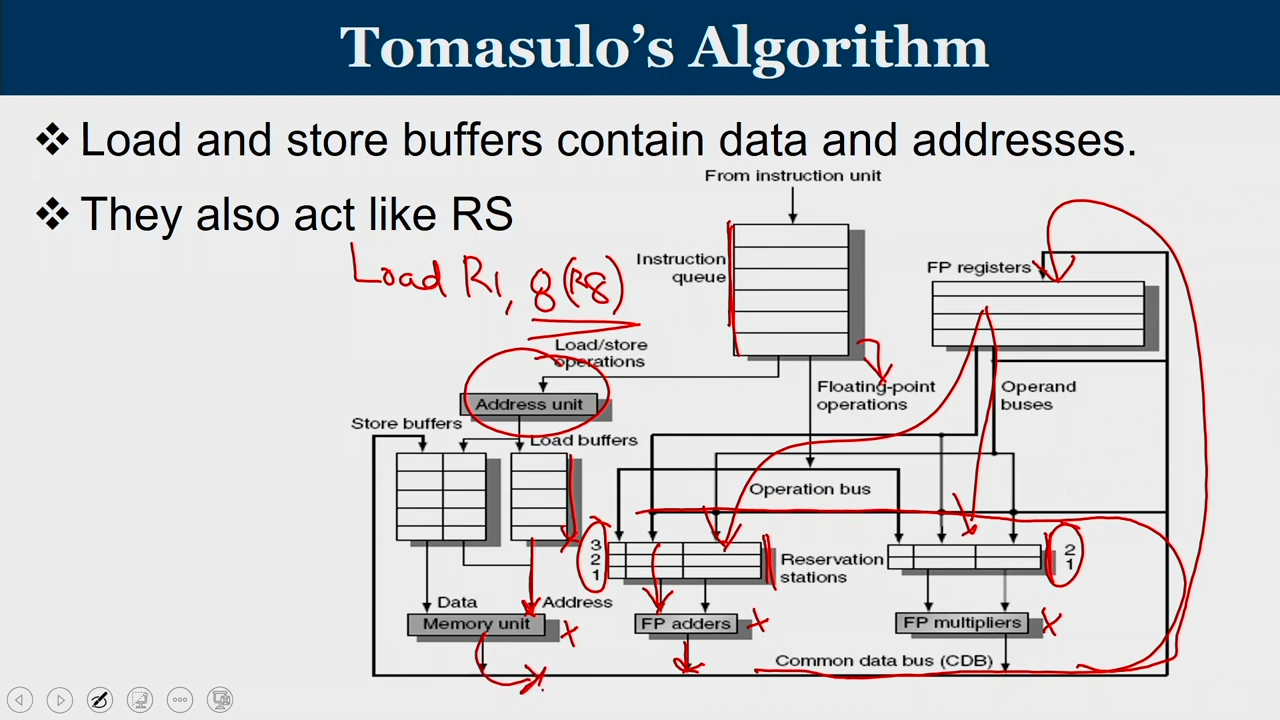 Tomasulo's Algorithm
❖ Load and store buffers contain data and addresses.
❖ They also act like RS
From instruction unit
Load R1, 8(R8)
Instruction
queue
FP registers
Load/store
operations
Address unit
Floating-point
operations
Operand
buses
Store buffers
Load buffers
Operation bus
3
2
1
Reservation
stations
2
1
Data
Address
Memory unit
FP adders
FP multipliers
Common data bus (CDB)